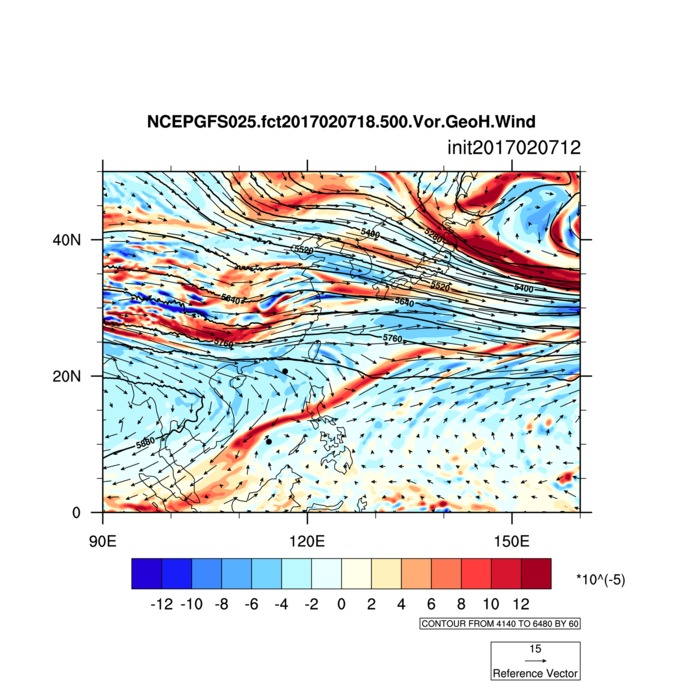 NCEPGFS025.fct2017020718.500.Vor.GeoH.Wind
init2017020712
40N
20N
0
90E 120E 150E
5400
5280
5520
5520
5400
5640
5640
5760
5760
5880
-12 -10 -8 -6 -4 -2 0 2 4 6 8 10 12
*10^(-5)
CONTOUR FROM 4140 TO 6480 BY 60
15
Reference Vector